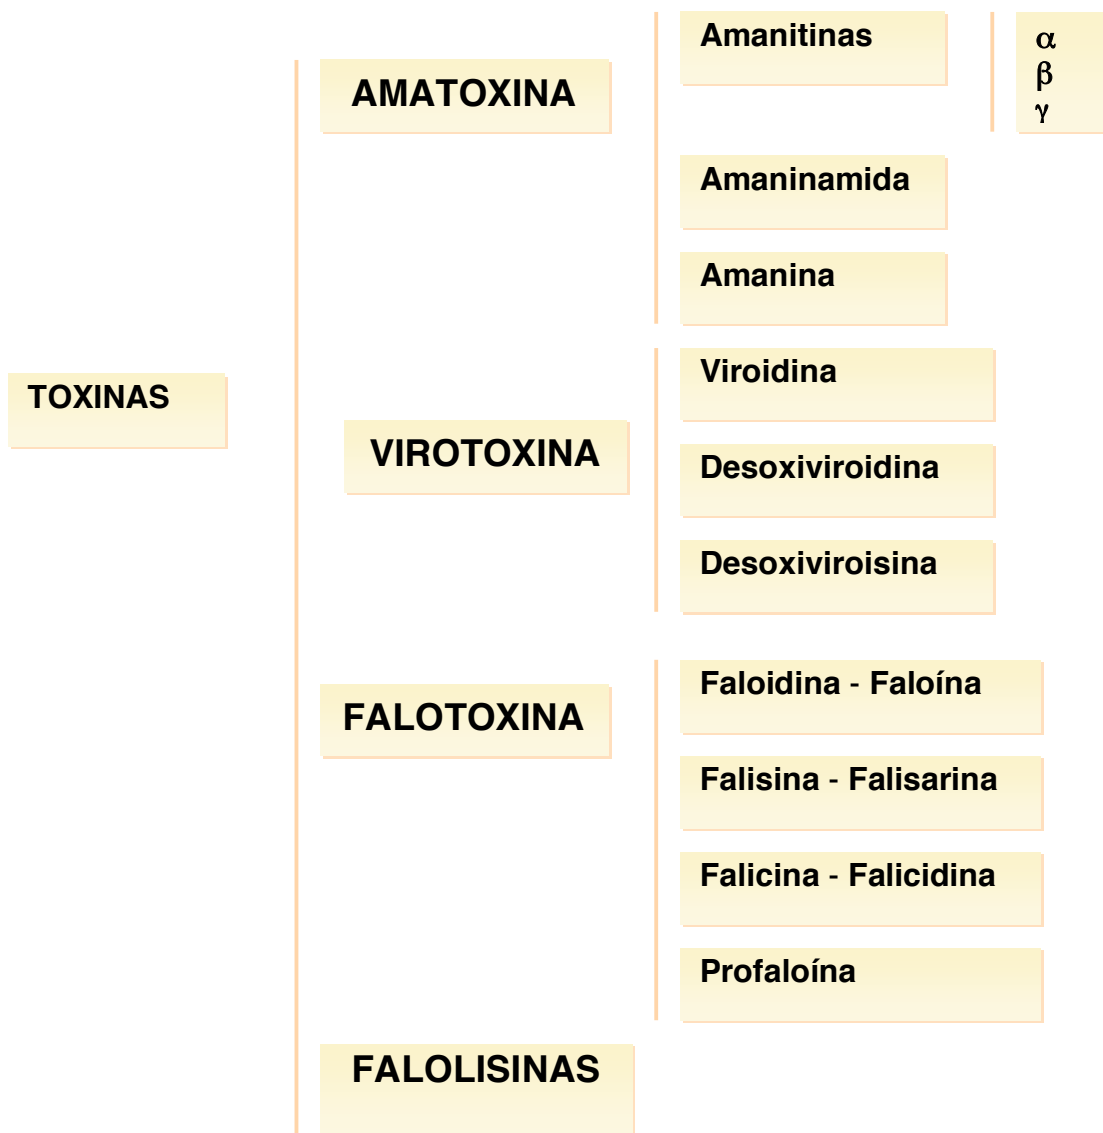 TOXINAS
AMATOXINA
Amanitinas
α
β
γ
Amaninamida
Amanina
VIROTOXINA
Viroidina
Desoxiviroidina
Desoxiviroisina
FALOTOXINA
Faloidina - Faloína
Falisina - Falisarina
Falicina - Falicidina
Profaloína
FALOLISINAS